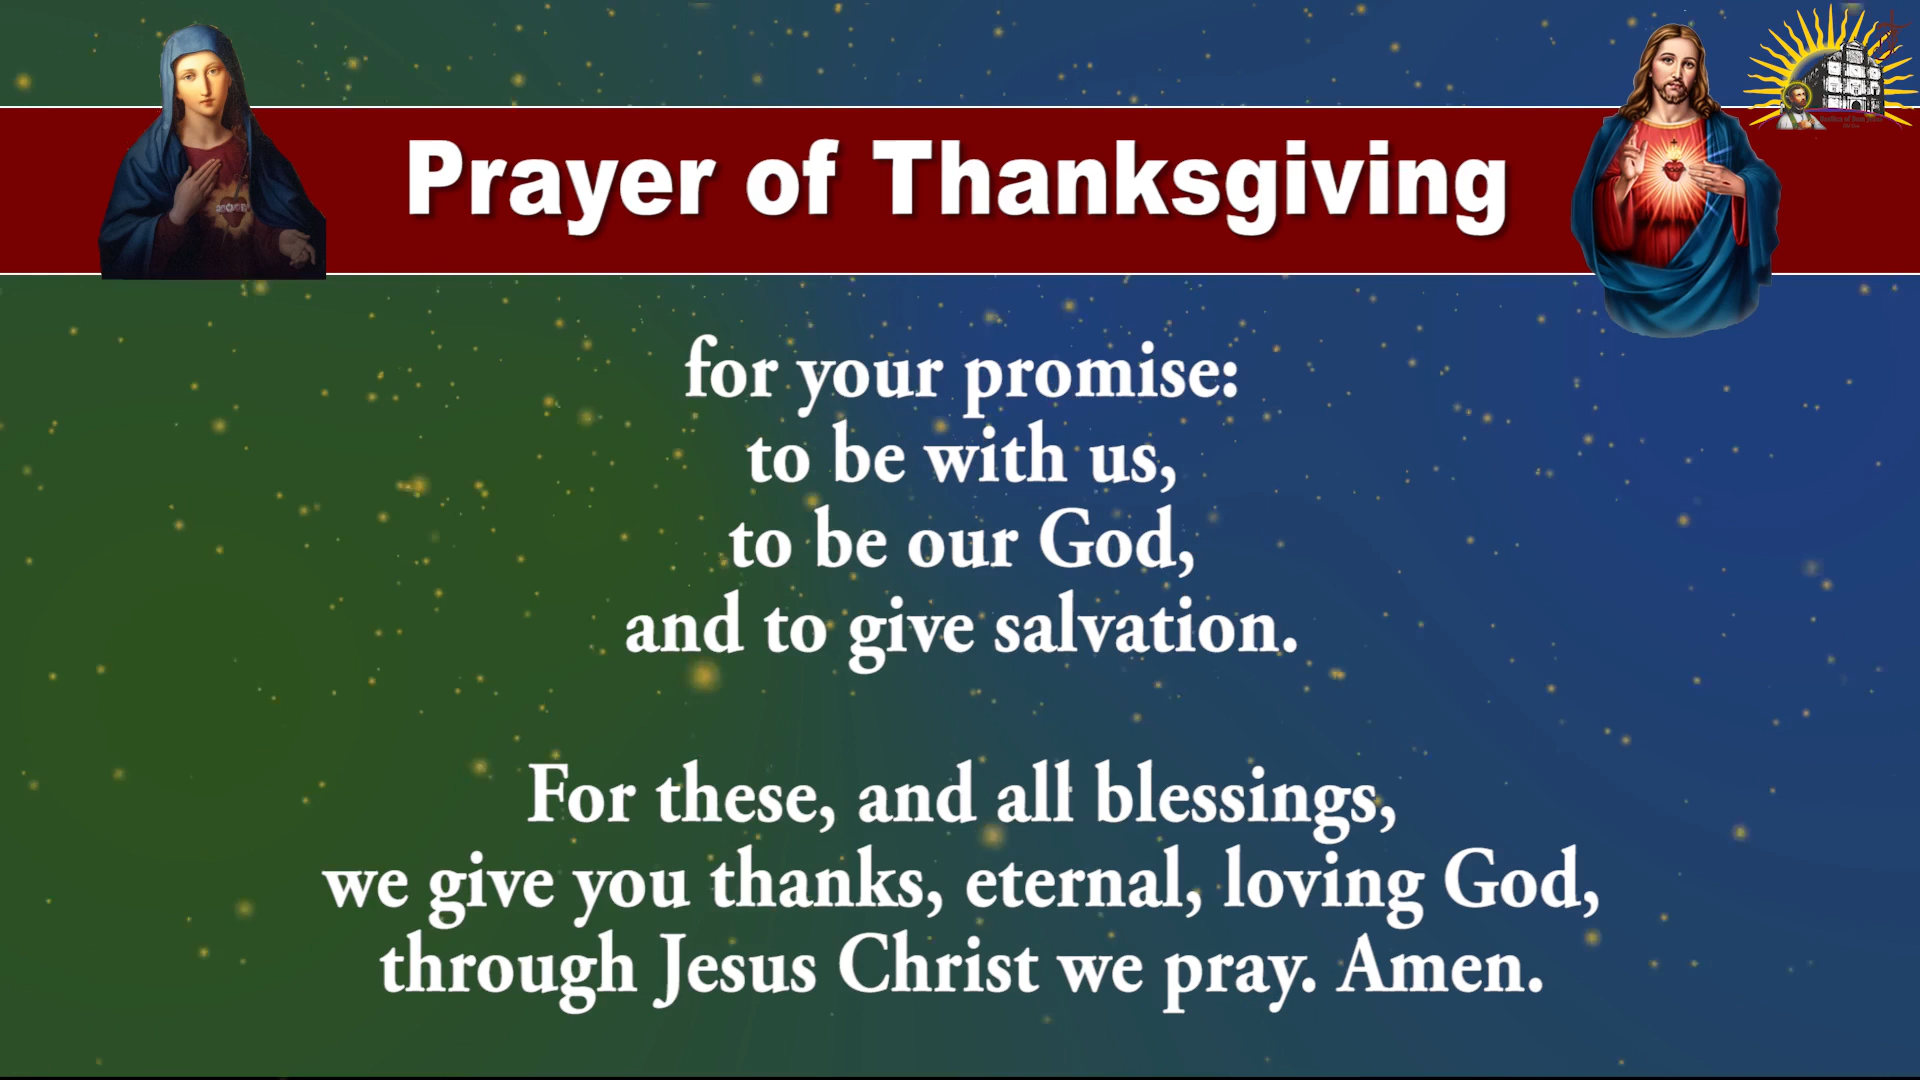 Prayer of Thanksgiving
for your promise:
to be with us,
to be our God,
and to give salvation.
For these, and all blessings,
we give you thanks, eternal, loving God,
through Jesus Christ we pray. Amen.